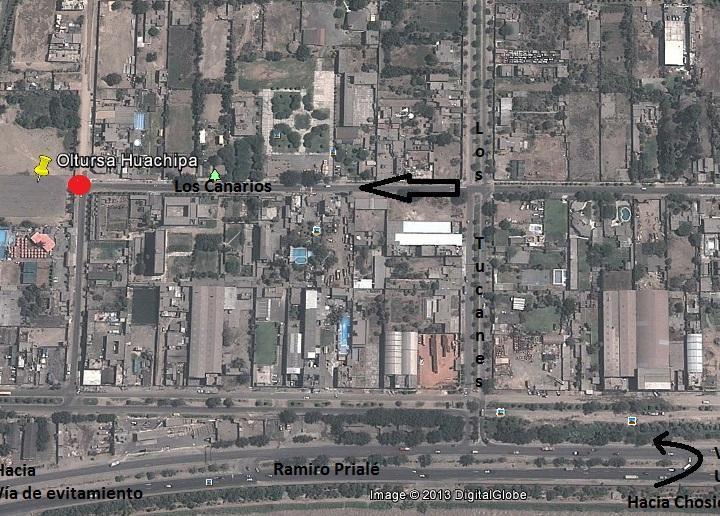 Los
Oltursa Huachipa
Los Canarios
Tucanes
V
Hacia
Ramiro Prialé
U
Vía de evitamiento
Image © 2013 DigitalGlobe
Hacia Chosic